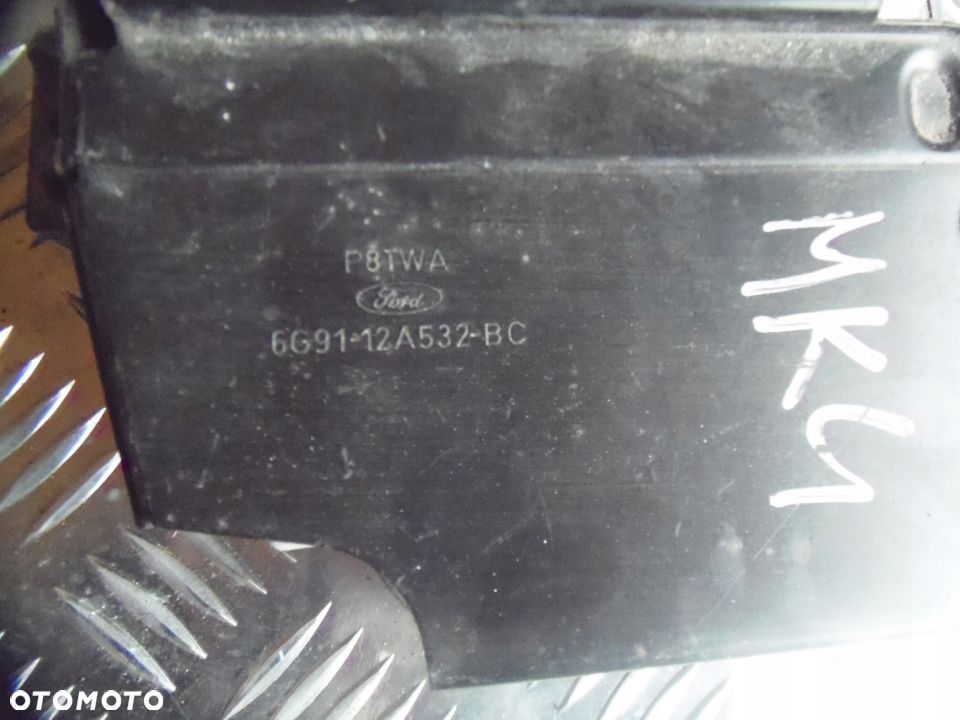 P8TWA
Ford
6G91-12A532-BC
MK4
OTOMOTO